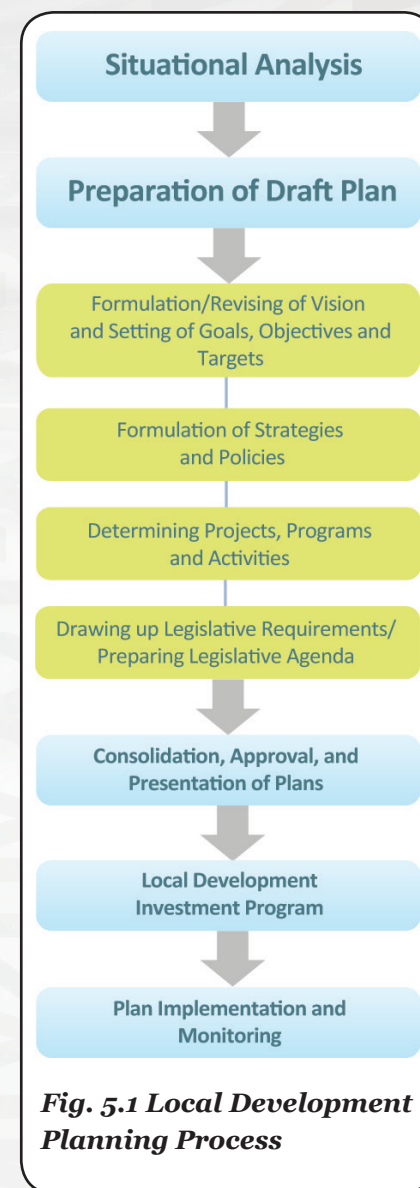 Situational Analysis
Preparation of Draft Plan
Formulation/Revising of Vision
and Setting of Goals, Objectives and
Targets
Formulation of Strategies
and Policies
Determining Projects, Programs
and Activities
Drawing up Legislative Requirements/
Preparing Legislative Agenda
Consolidation, Approval, and
Presentation of Plans
Local Development
Investment Program
Plan Implementation and
Monitoring
Fig. 5.1 Local Development
Planning Process